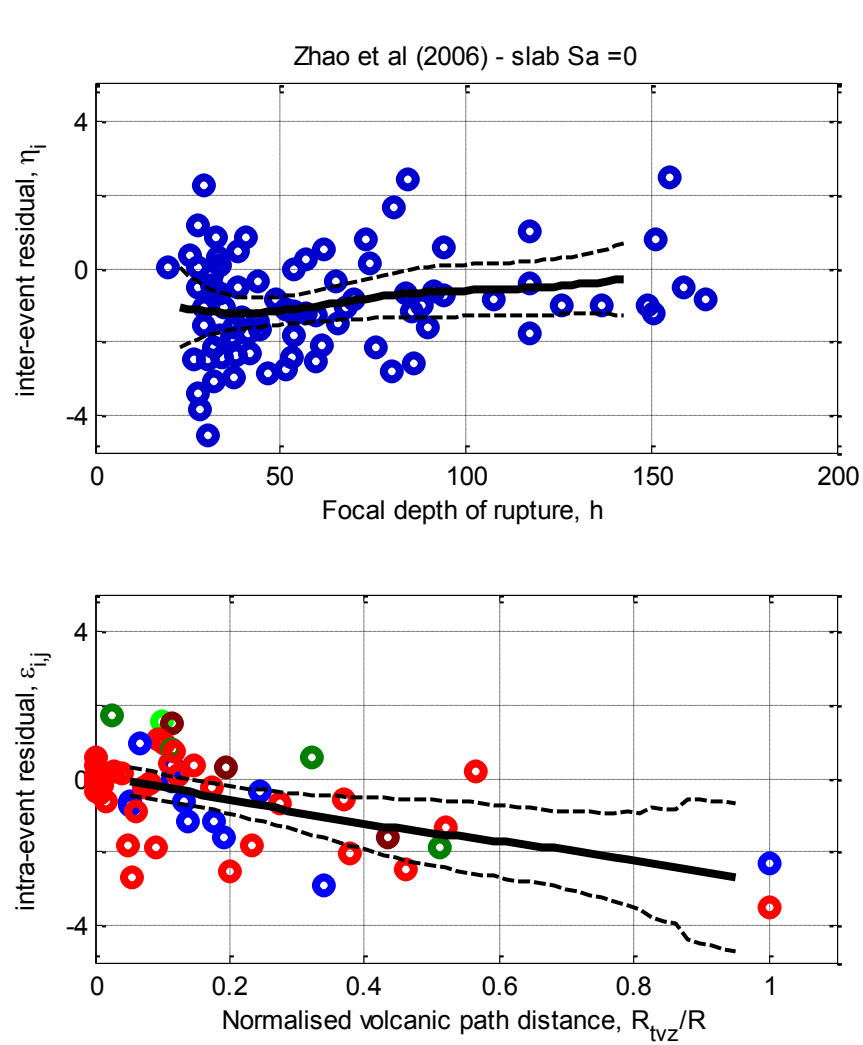 Zhao et al (2006) - slab Sa =0
4
0
-4
inter-event residual, η_i
0 50 100 150 200
Focal depth of rupture, h
4
0
-4
intra-event residual, ε_i,j
0 0.2 0.4 0.6 0.8 1
Normalised volcanic path distance, R_tvz/R